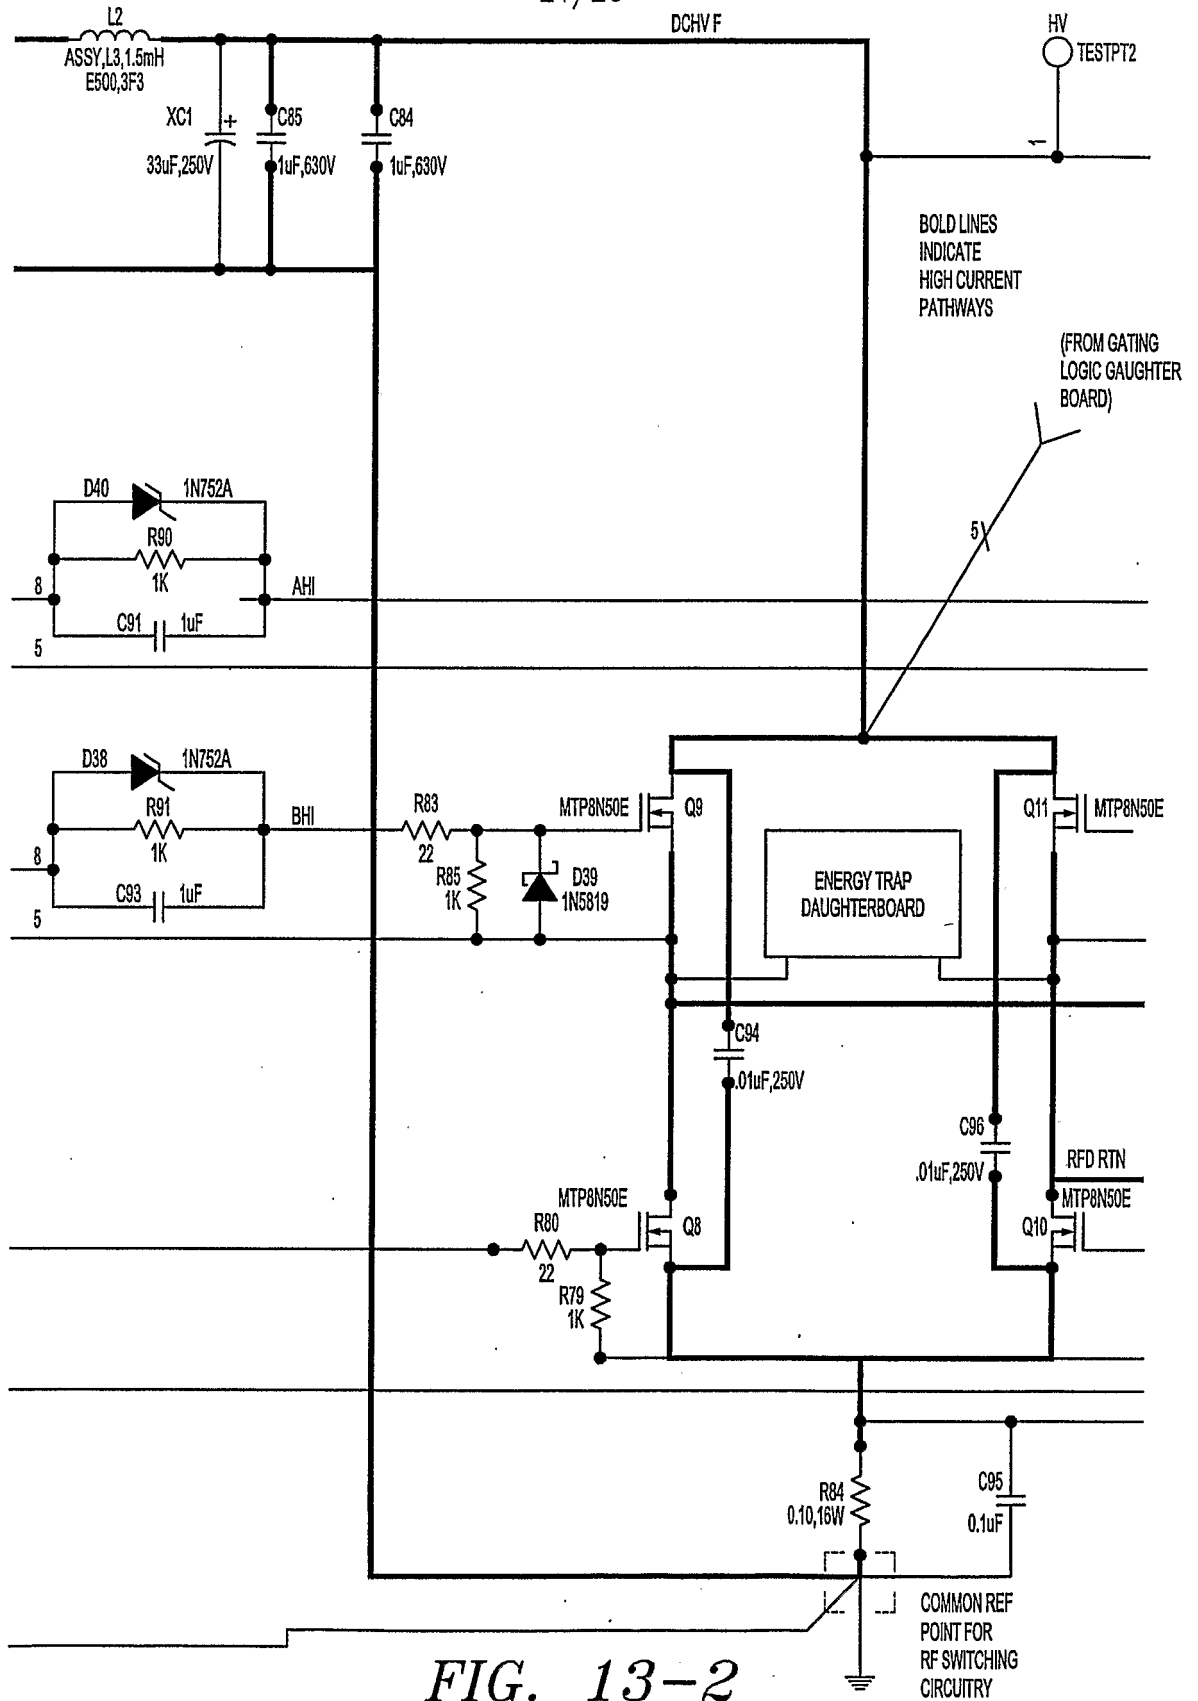 L2
ASSY,L3,1.5mH
E500,3F3
DCHV F
HV
TESTPT2
1
XC1
+
33uF,250V
C85
1uF,630V
C84
1uF,630V
BOLD LINES
INDICATE
HIGH CURRENT
PATHWAYS
(FROM GATING
LOGIC GAUGHTER
BOARD)
5
D40
1N752A
R90
1K
8
AHI
C91
1uF
5
D38
1N752A
R91
1K
BHI
8
C93
1uF
5
R83
22
R85
1K
D39
1N5819
MTP8N50E
Q9
Q11
MTP8N50E
ENERGY TRAP
DAUGHTERBOARD
C94
.01uF,250V
C96
.01uF,250V
RFD RTN
MTP8N50E
Q8
MTP8N50E
Q10
R80
22
R79
1K
R84
0.10,16W
C95
0.1uF
COMMON REF
POINT FOR
RF SWITCHING
CIRCUITRY
FIG. 13-2